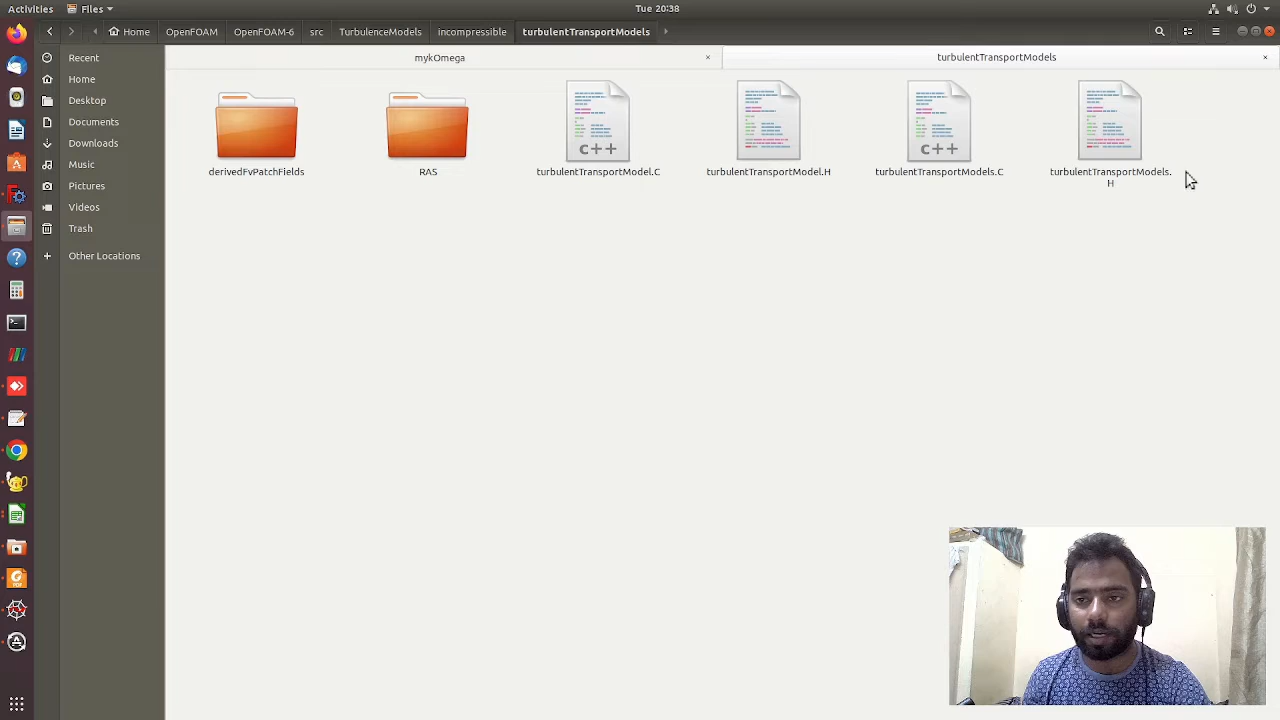 Activities
Files
Tue 20:38
Home
OpenFOAM
OpenFOAM-6
src
TurbulenceModels
incompressible
turbulentTransportModels
mykOmega
turbulentTransportModels
Recent
Home
Desktop
Documents
Downloads
Music
Pictures
Videos
Trash
Other Locations
derivedFvPatchFields
RAS
C++
turbulentTransportModel.C
turbulentTransportModel.H
C++
turbulentTransportModels.C
turbulentTransportModels.
H